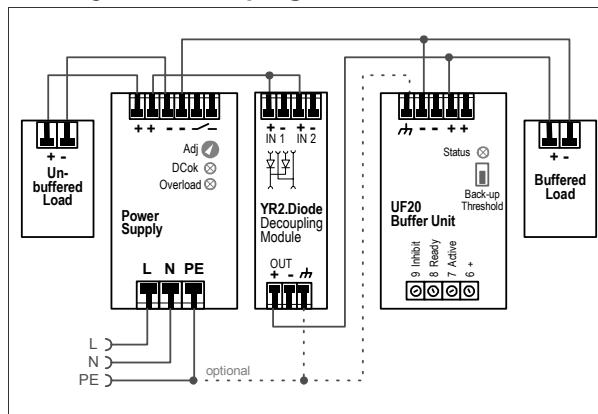 + -
Un-
buffered
Load
+ + - -
Adj
DCok
Overload
Power
Supply
L N PE
+ - + -
IN 1 IN 2
YR2.Diode
Decoupling
Module
OUT
+ -
- - + +
Status
Back-up
Threshold
UF20
Buffer Unit
9 Inhibit
8 Ready
7 Active
6 +
+ -
Buffered
Load
L
N
PE
optional